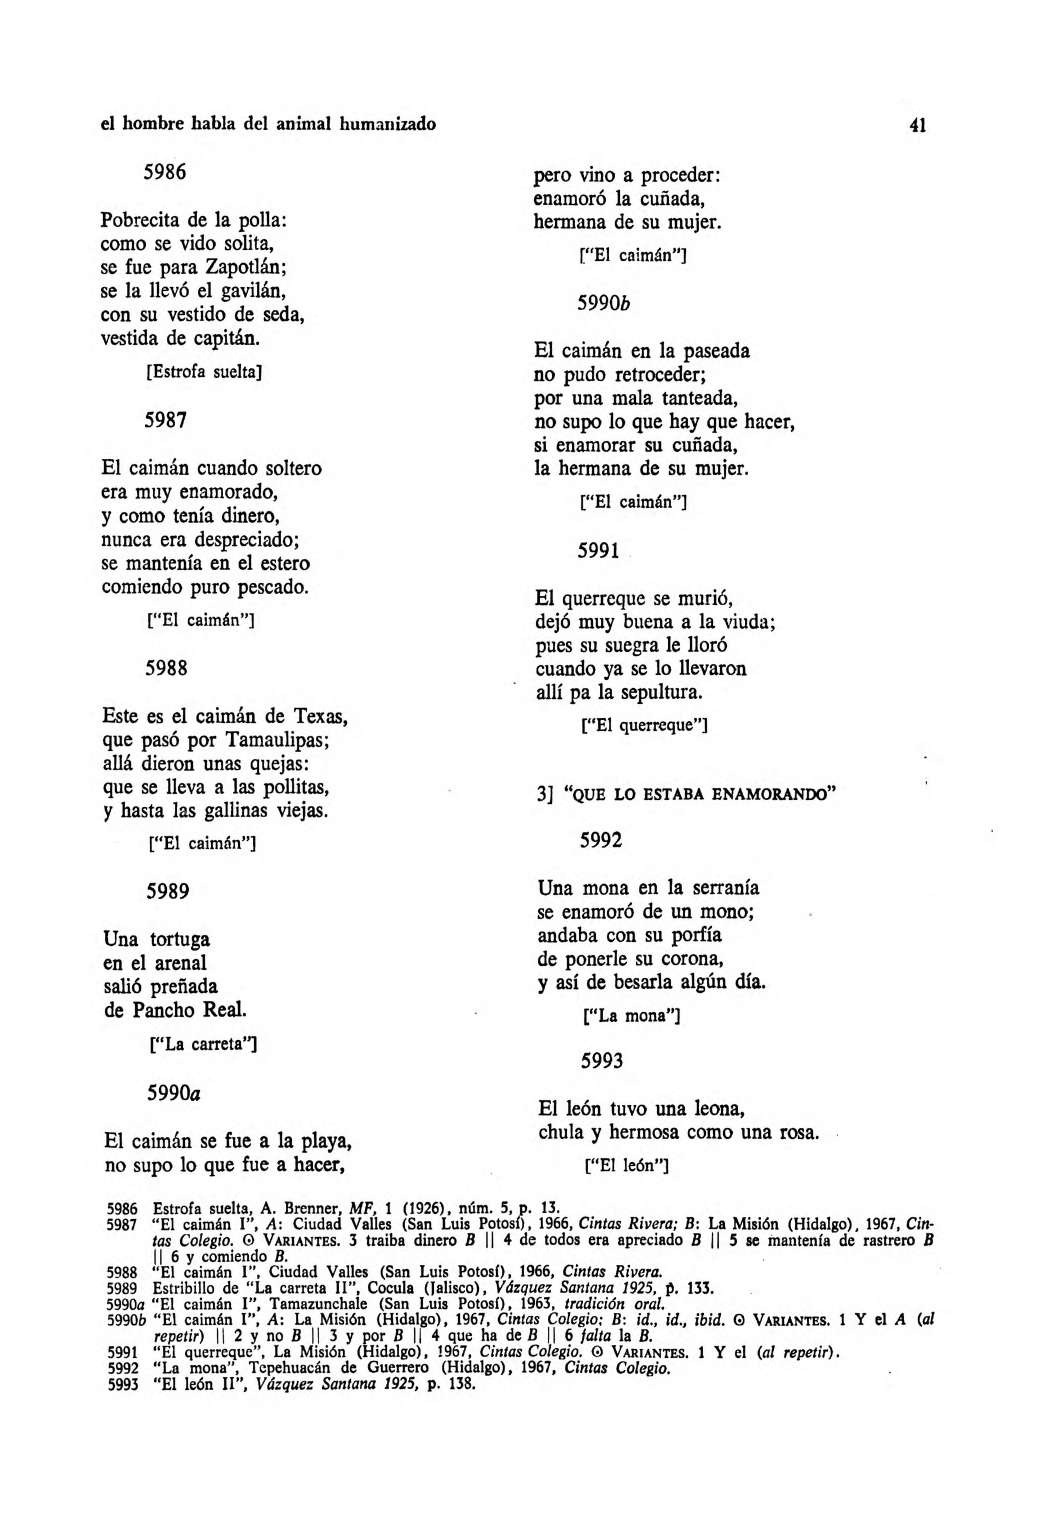 el hombre habla del animal humanizado 41
5986
Pobrecita de la polla:
como se vido solita,
se fue para Zapotlán;
se la llevó el gavilán,
con su vestido de seda,
vestida de capitán.
[Estrofa suelta]
5987
El caimán cuando soltero
era muy enamorado,
y como tenía dinero,
nunca era despreciado;
se mantenía en el estero
comiendo puro pescado.
["El caimán"]
5988
Este es el caimán de Texas,
que pasó por Tamaulipas;
allá dieron unas quejas:
que se lleva a las pollitas,
y hasta las gallinas viejas.
["El caimán"]
5989
Una tortuga
en el arenal
salió preñada
de Pancho Real.
["La carreta"]
5990a
El caimán se fue a la playa,
no supo lo que fue a hacer,
pero vino a proceder:
enamoró la cuñada,
hermana de su mujer.
["El caimán"]
5990b
El caimán en la paseada
no pudo retroceder;
por una mala tanteada,
no supo lo que hay que hacer,
si enamorar su cuñada,
la hermana de su mujer.
["El caimán"]
5991
El querreque se murió,
dejó muy buena a la viuda;
pues su suegra le lloró
cuando ya se lo llevaron
allí pa la sepultura.
["El querreque"]
3] “QUE LO ESTABA ENAMORANDO”
5992
Una mona en la serranía
se enamoró de un mono;
andaba con su porfía
de ponerle su corona,
y así de besarla algún día.
["La mona"]
5993
El león tuvo una leona,
chula y hermosa como una rosa.
["El león"]
5986 Estrofa suelta, A. Brenner, MF, 1 (1926), núm. 5, p. 13.
5987 “El caimán I”, A: Ciudad Valles (San Luis Potosí), 1966, Cintas Rivera; B: La Misión (Hidalgo), 1967, Cin-
tas Colegio. ⊙ VARIANTES. 3 traiba dinero B || 4 de todos era apreciado B || 5 se mantenía de rastrero B
|| 6 y comiendo B.
5988 “El caimán I”, Ciudad Valles (San Luis Potosí), 1966, Cintas Rivera.
5989 Estribillo de “La carreta II”, Cocula (Jalisco), Vázquez Santana 1925, p. 133.
5990a “El caimán I”, Tamazunchale (San Luis Potosí), 1963, tradición oral.
5990b “El caimán I”, A: La Misión (Hidalgo), 1967, Cintas Colegio; B: id., id., ibid. ⊙ VARIANTES. 1 Y el A (al
repetir) || 2 y no B || 3 y por B || 4 que ha de B || 6 falta la B.
5991 “El querreque”, La Misión (Hidalgo), 1967, Cintas Colegio. ⊙ VARIANTES. 1 Y el (al repetir).
5992 “La mona”, Tepehuacán de Guerrero (Hidalgo), 1967, Cintas Colegio.
5993 “El león II”, Vázquez Santana 1925, p. 138.